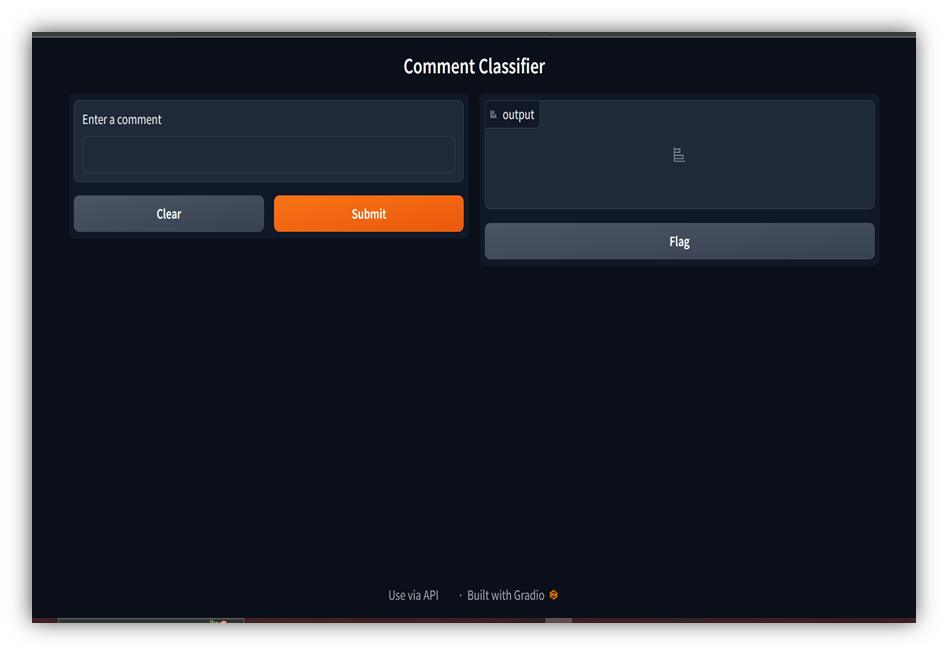 Comment Classifier
Enter a comment
Clear
Submit
output
Flag
Use via API · Built with Gradio